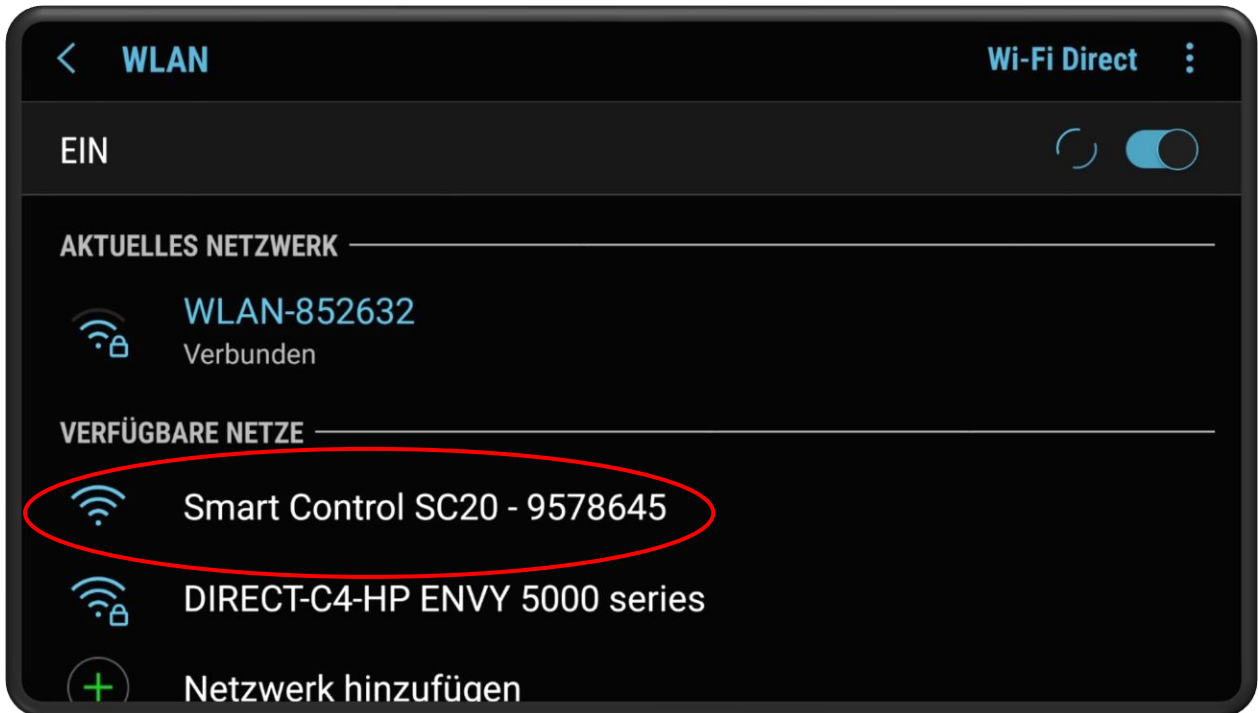 WLAN
Wi-Fi Direct
EIN
AKTUELLES NETZWERK
WLAN-852632
Verbunden
VERFÜGBARE NETZE
Smart Control SC20 - 9578645
DIRECT-C4-HP ENVY 5000 series
Netzwerk hinzufügen